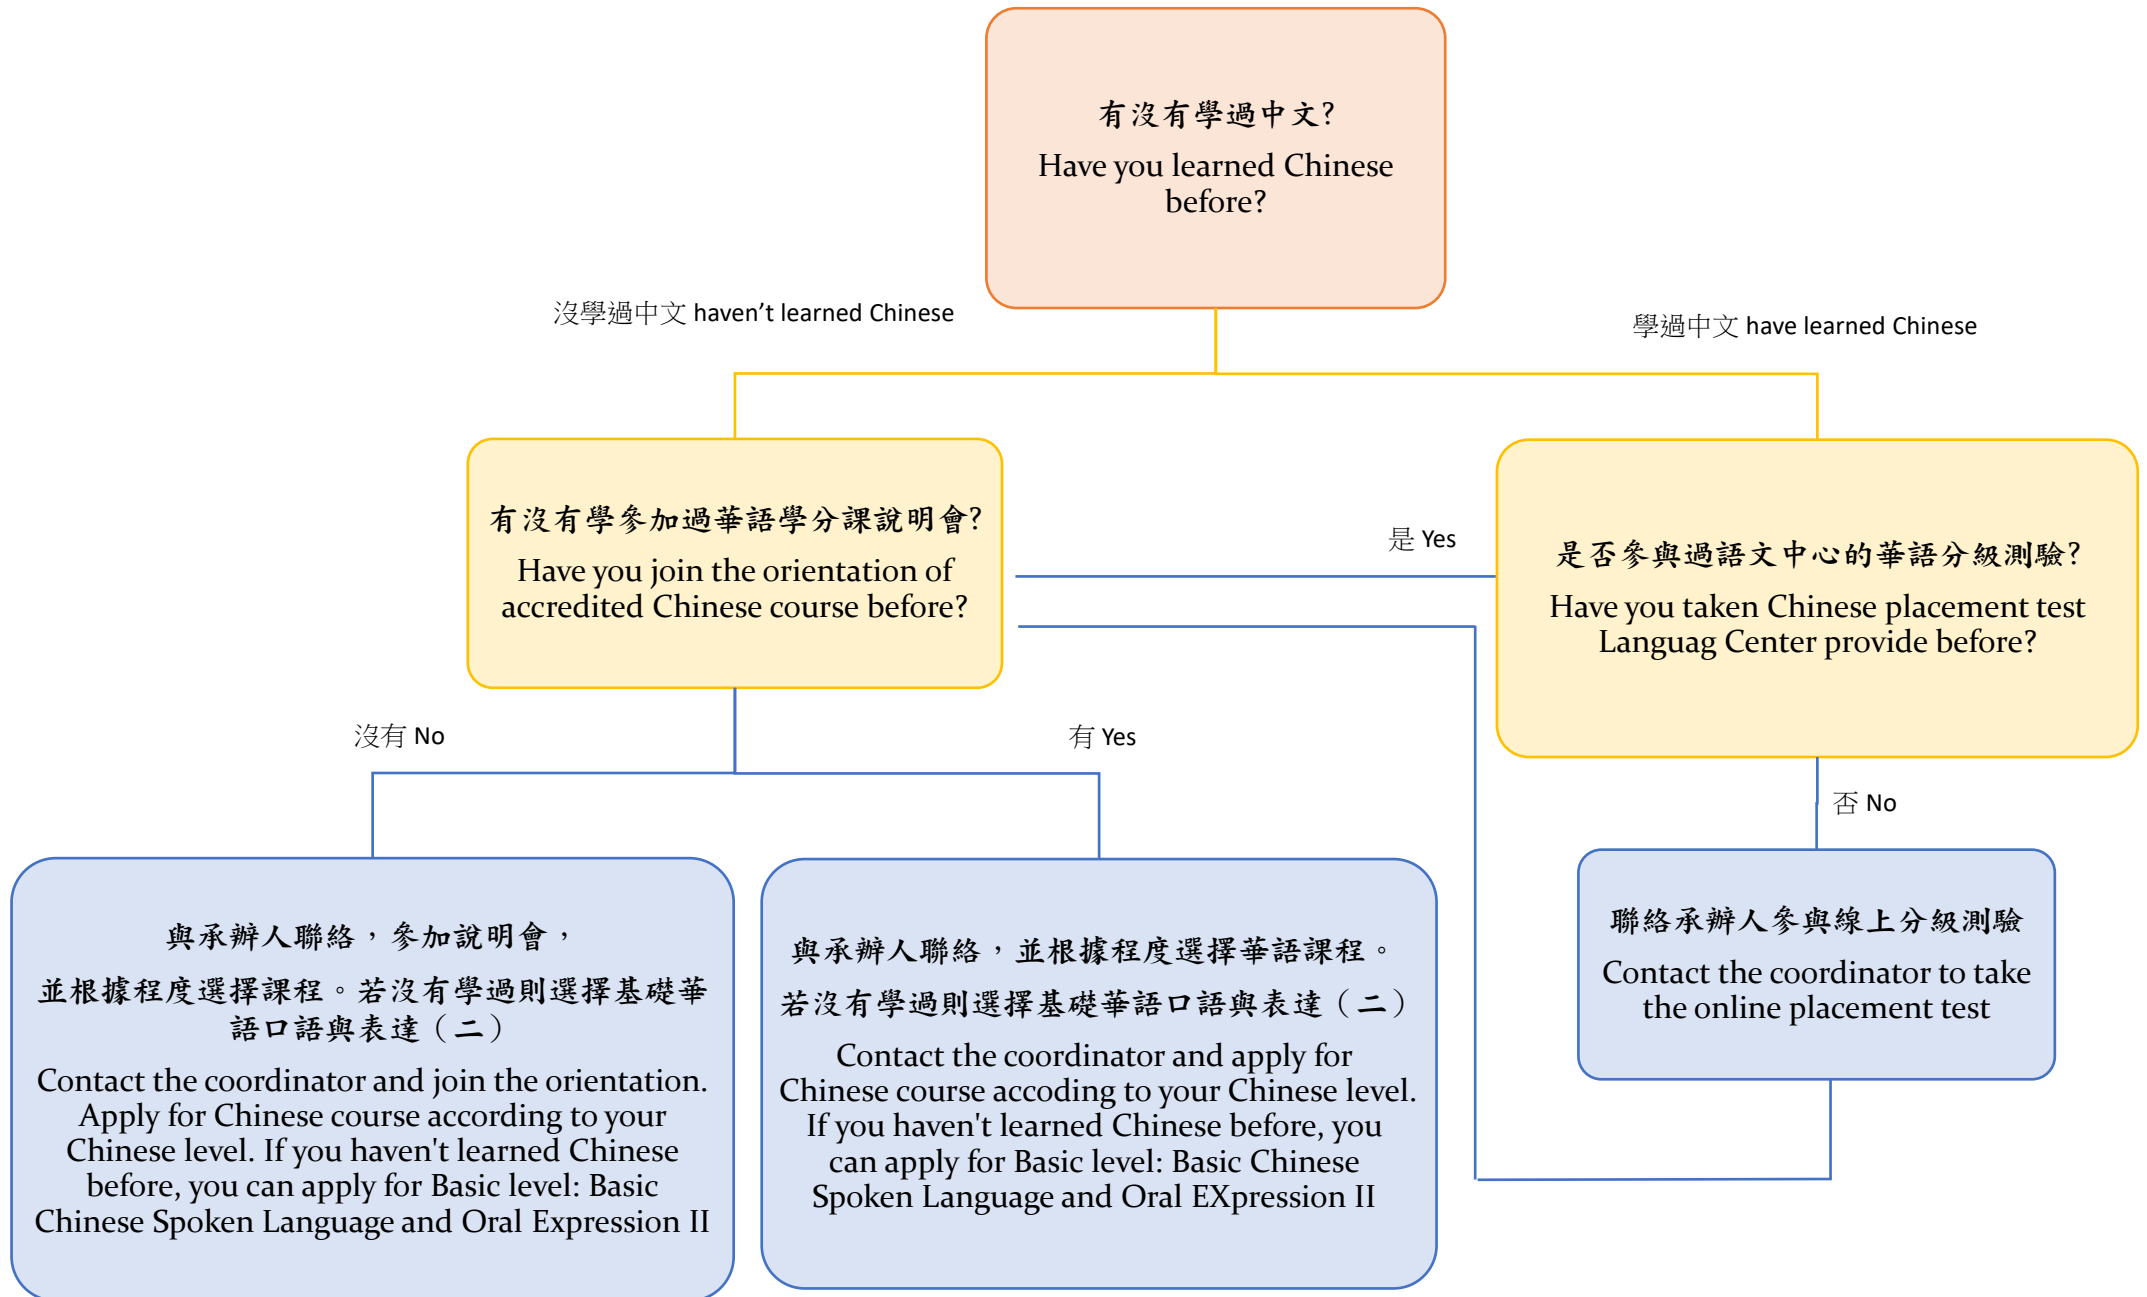 有沒有學過中文?
Have you learned Chinese
before?
沒學過中文 haven't learned Chinese
學過中文 have learned Chinese
有沒有學參加過華語學分課說明會?
Have you join the orientation of
accredited Chinese course before?
是 Yes
是否參與過語文中心的華語分級測驗?
Have you taken Chinese placement test
Languag Center provide before?
沒有 No
有 Yes
否 No
與承辦人聯絡，參加說明會，
並根據程度選擇課程。若沒有學過則選擇基礎華
語口語與表達（二）
Contact the coordinator and join the orientation.
Apply for Chinese course according to your
Chinese level. If you haven't learned Chinese
before, you can apply for Basic level: Basic
Chinese Spoken Language and Oral Expression II
與承辦人聯絡，並根據程度選擇華語課程。
若沒有學過則選擇基礎華語口語與表達（二）
Contact the coordinator and apply for
Chinese course accoding to your Chinese level.
If you haven't learned Chinese before, you
can apply for Basic level: Basic Chinese
Spoken Language and Oral EXpression II
聯絡承辦人參與線上分級測驗
Contact the coordinator to take
the online placement test